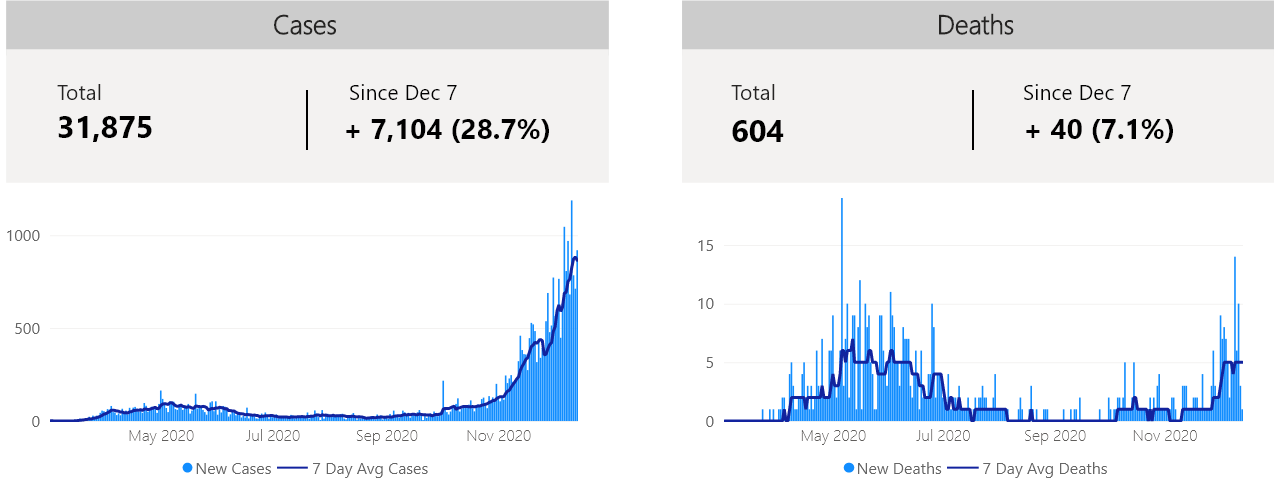 Cases
Total
31,875
Since Dec 7
+ 7,104 (28.7%)
1000
500
0
May 2020 Jul 2020 Sep 2020 Nov 2020
New Cases 7 Day Avg Cases
Deaths
Total
604
Since Dec 7
+ 40 (7.1%)
15
10
5
0
May 2020 Jul 2020 Sep 2020 Nov 2020
New Deaths 7 Day Avg Deaths